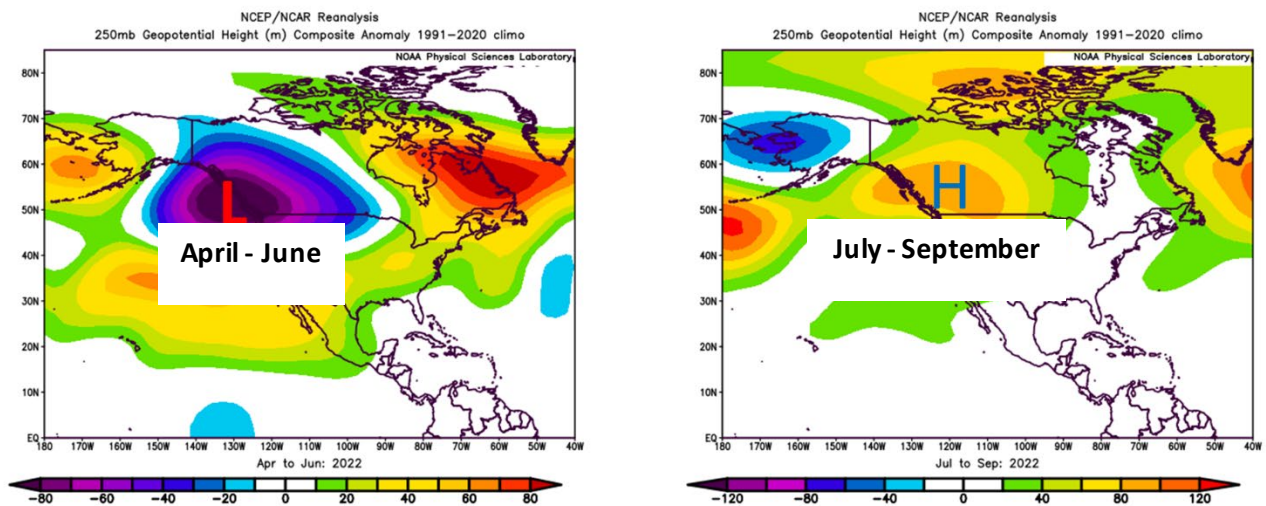 NCEP/NCAR Reanalysis
250mb Geopotential Height (m) Composite Anomaly 1991-2020 climo
NOAA Physical Sciences Laboratory
80N
70N
60N
50N
40N
30N
20N
10N
EQ
L
April - June
180 170W 160W 150W 140W 130W 120W 110W 100W 90W 80W 70W 60W 50W 40W
Apr to Jun: 2022
-80 -60 -40 -20 0 20 40 60 80
NCEP/NCAR Reanalysis
250mb Geopotential Height (m) Composite Anomaly 1991-2020 climo
NOAA Physical Sciences Laboratory
80N
70N
60N
50N
40N
30N
20N
10N
EQ
H
July - September
180 170W 160W 150W 140W 130W 120W 110W 100W 90W 80W 70W 60W 50W 40W
Jul to Sep: 2022
-120 -80 -40 0 40 80 120